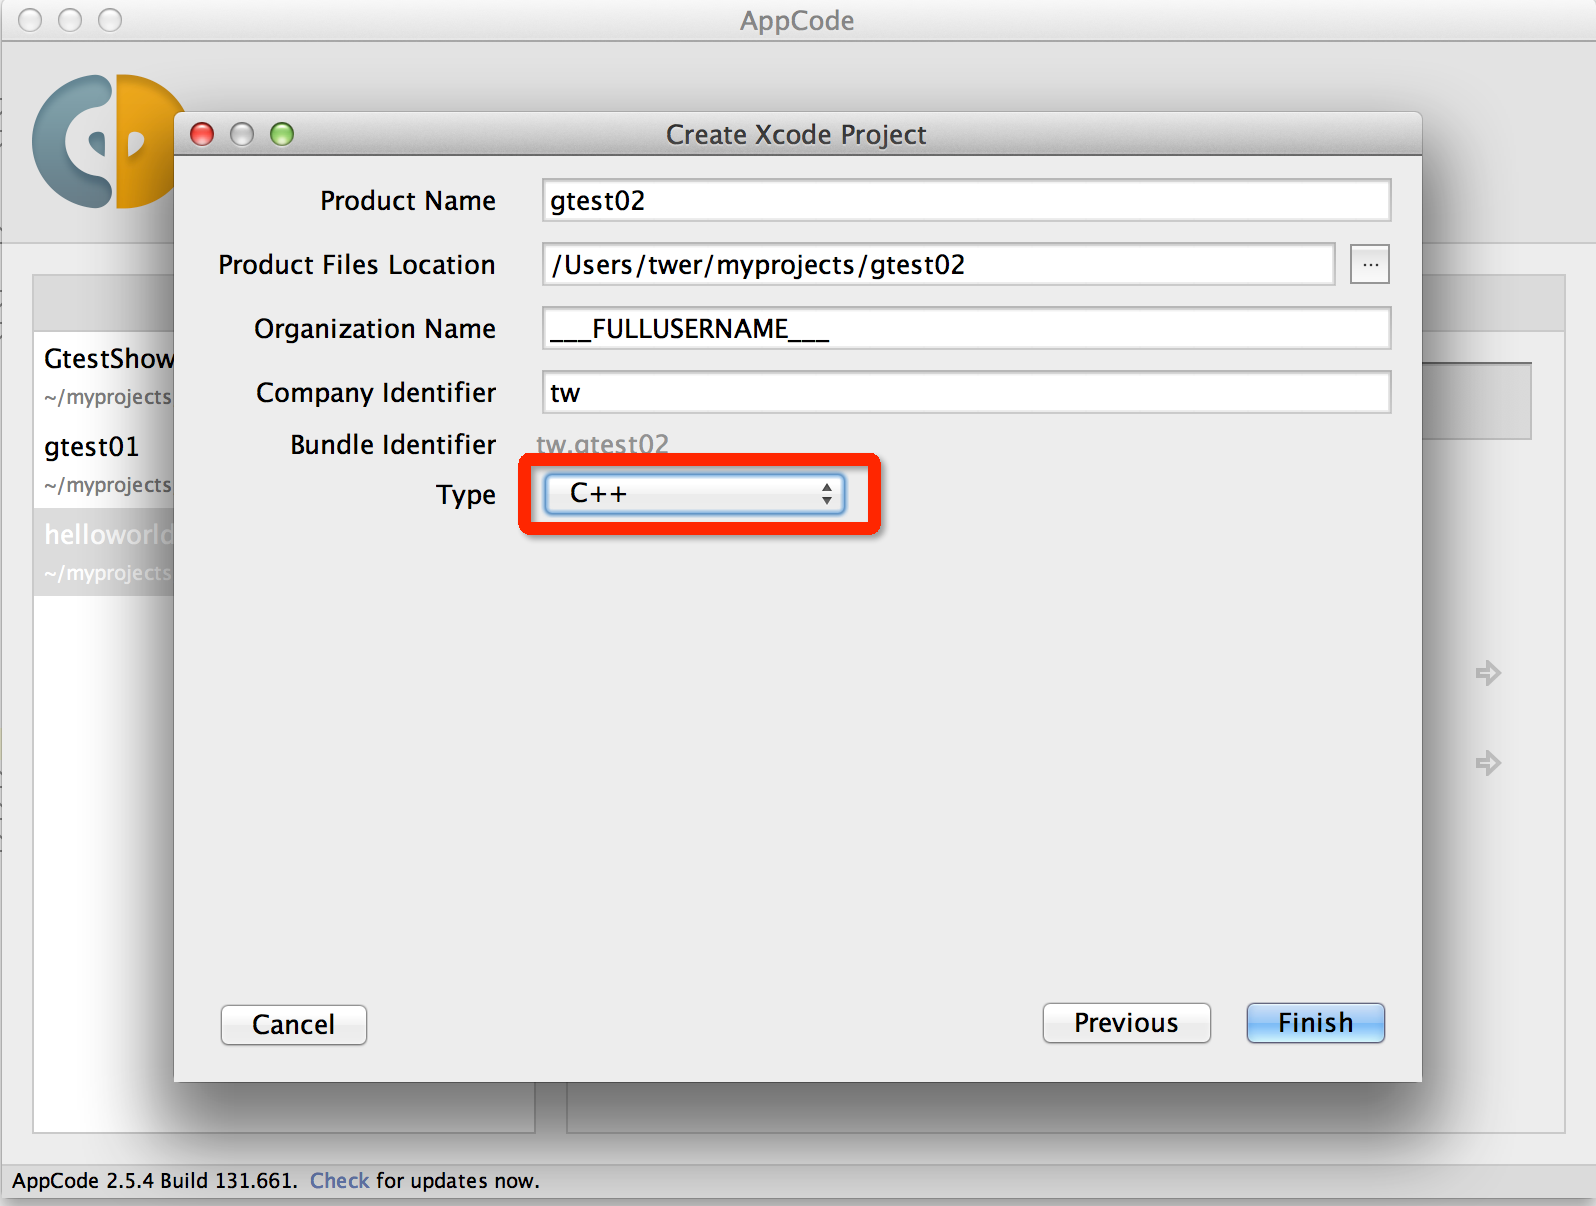 AppCode
Create Xcode Project
Product Name gtest02
Product Files Location /Users/twer/myprojects/gtest02 ...
Organization Name ___FULLUSERNAME___
Company Identifier tw
Bundle Identifier tw.gtest02
Type C++
GtestShow
~/myprojects
gtest01
~/myprojects
helloworld
~/myprojects
Cancel Previous Finish
AppCode 2.5.4 Build 131.661. Check for updates now.